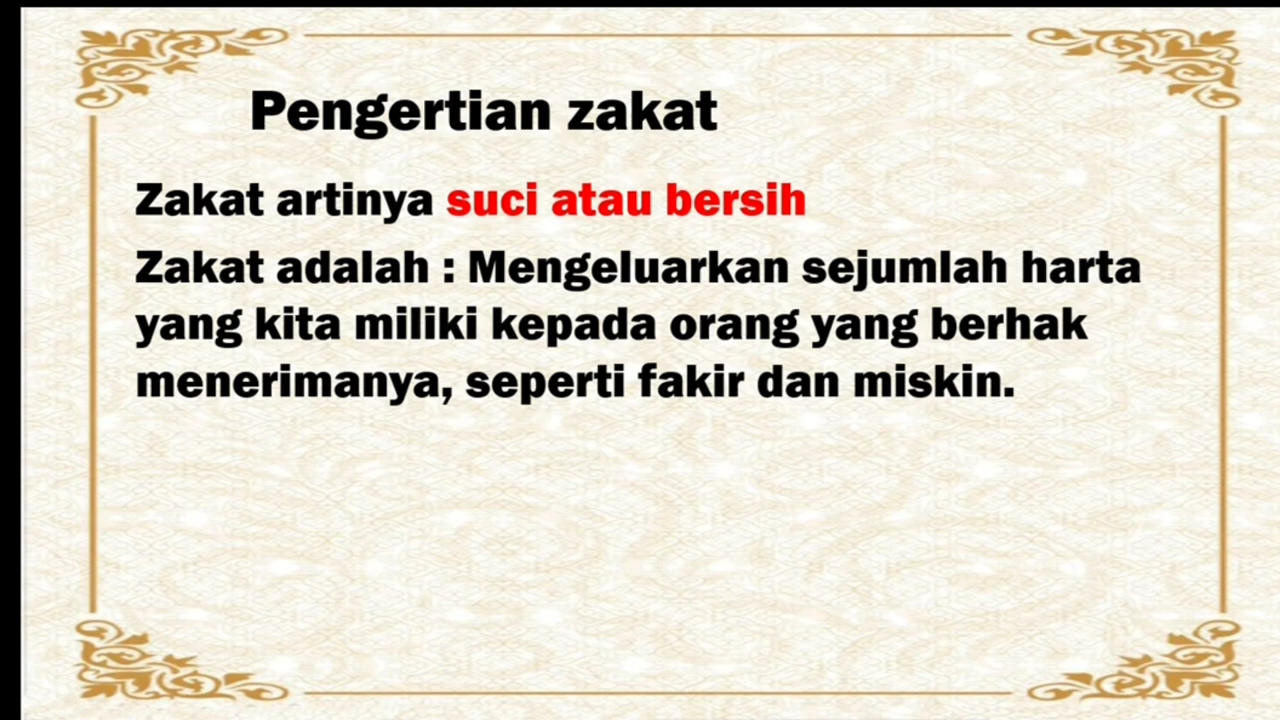 Pengertian zakat
Zakat artinya suci atau bersih
Zakat adalah : Mengeluarkan sejumlah harta
yang kita miliki kepada orang yang berhak
menerimanya, seperti fakir dan miskin.